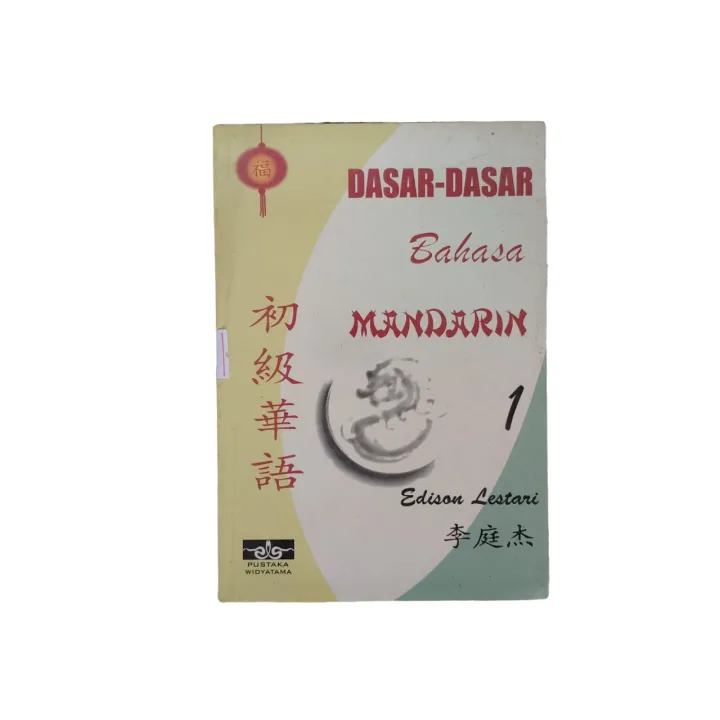 福
DASAR-DASAR
Bahasa
MANDARIN
初級華語
1
Edison Lestari
李庭杰
PUSTAKA
WIDYATAMA